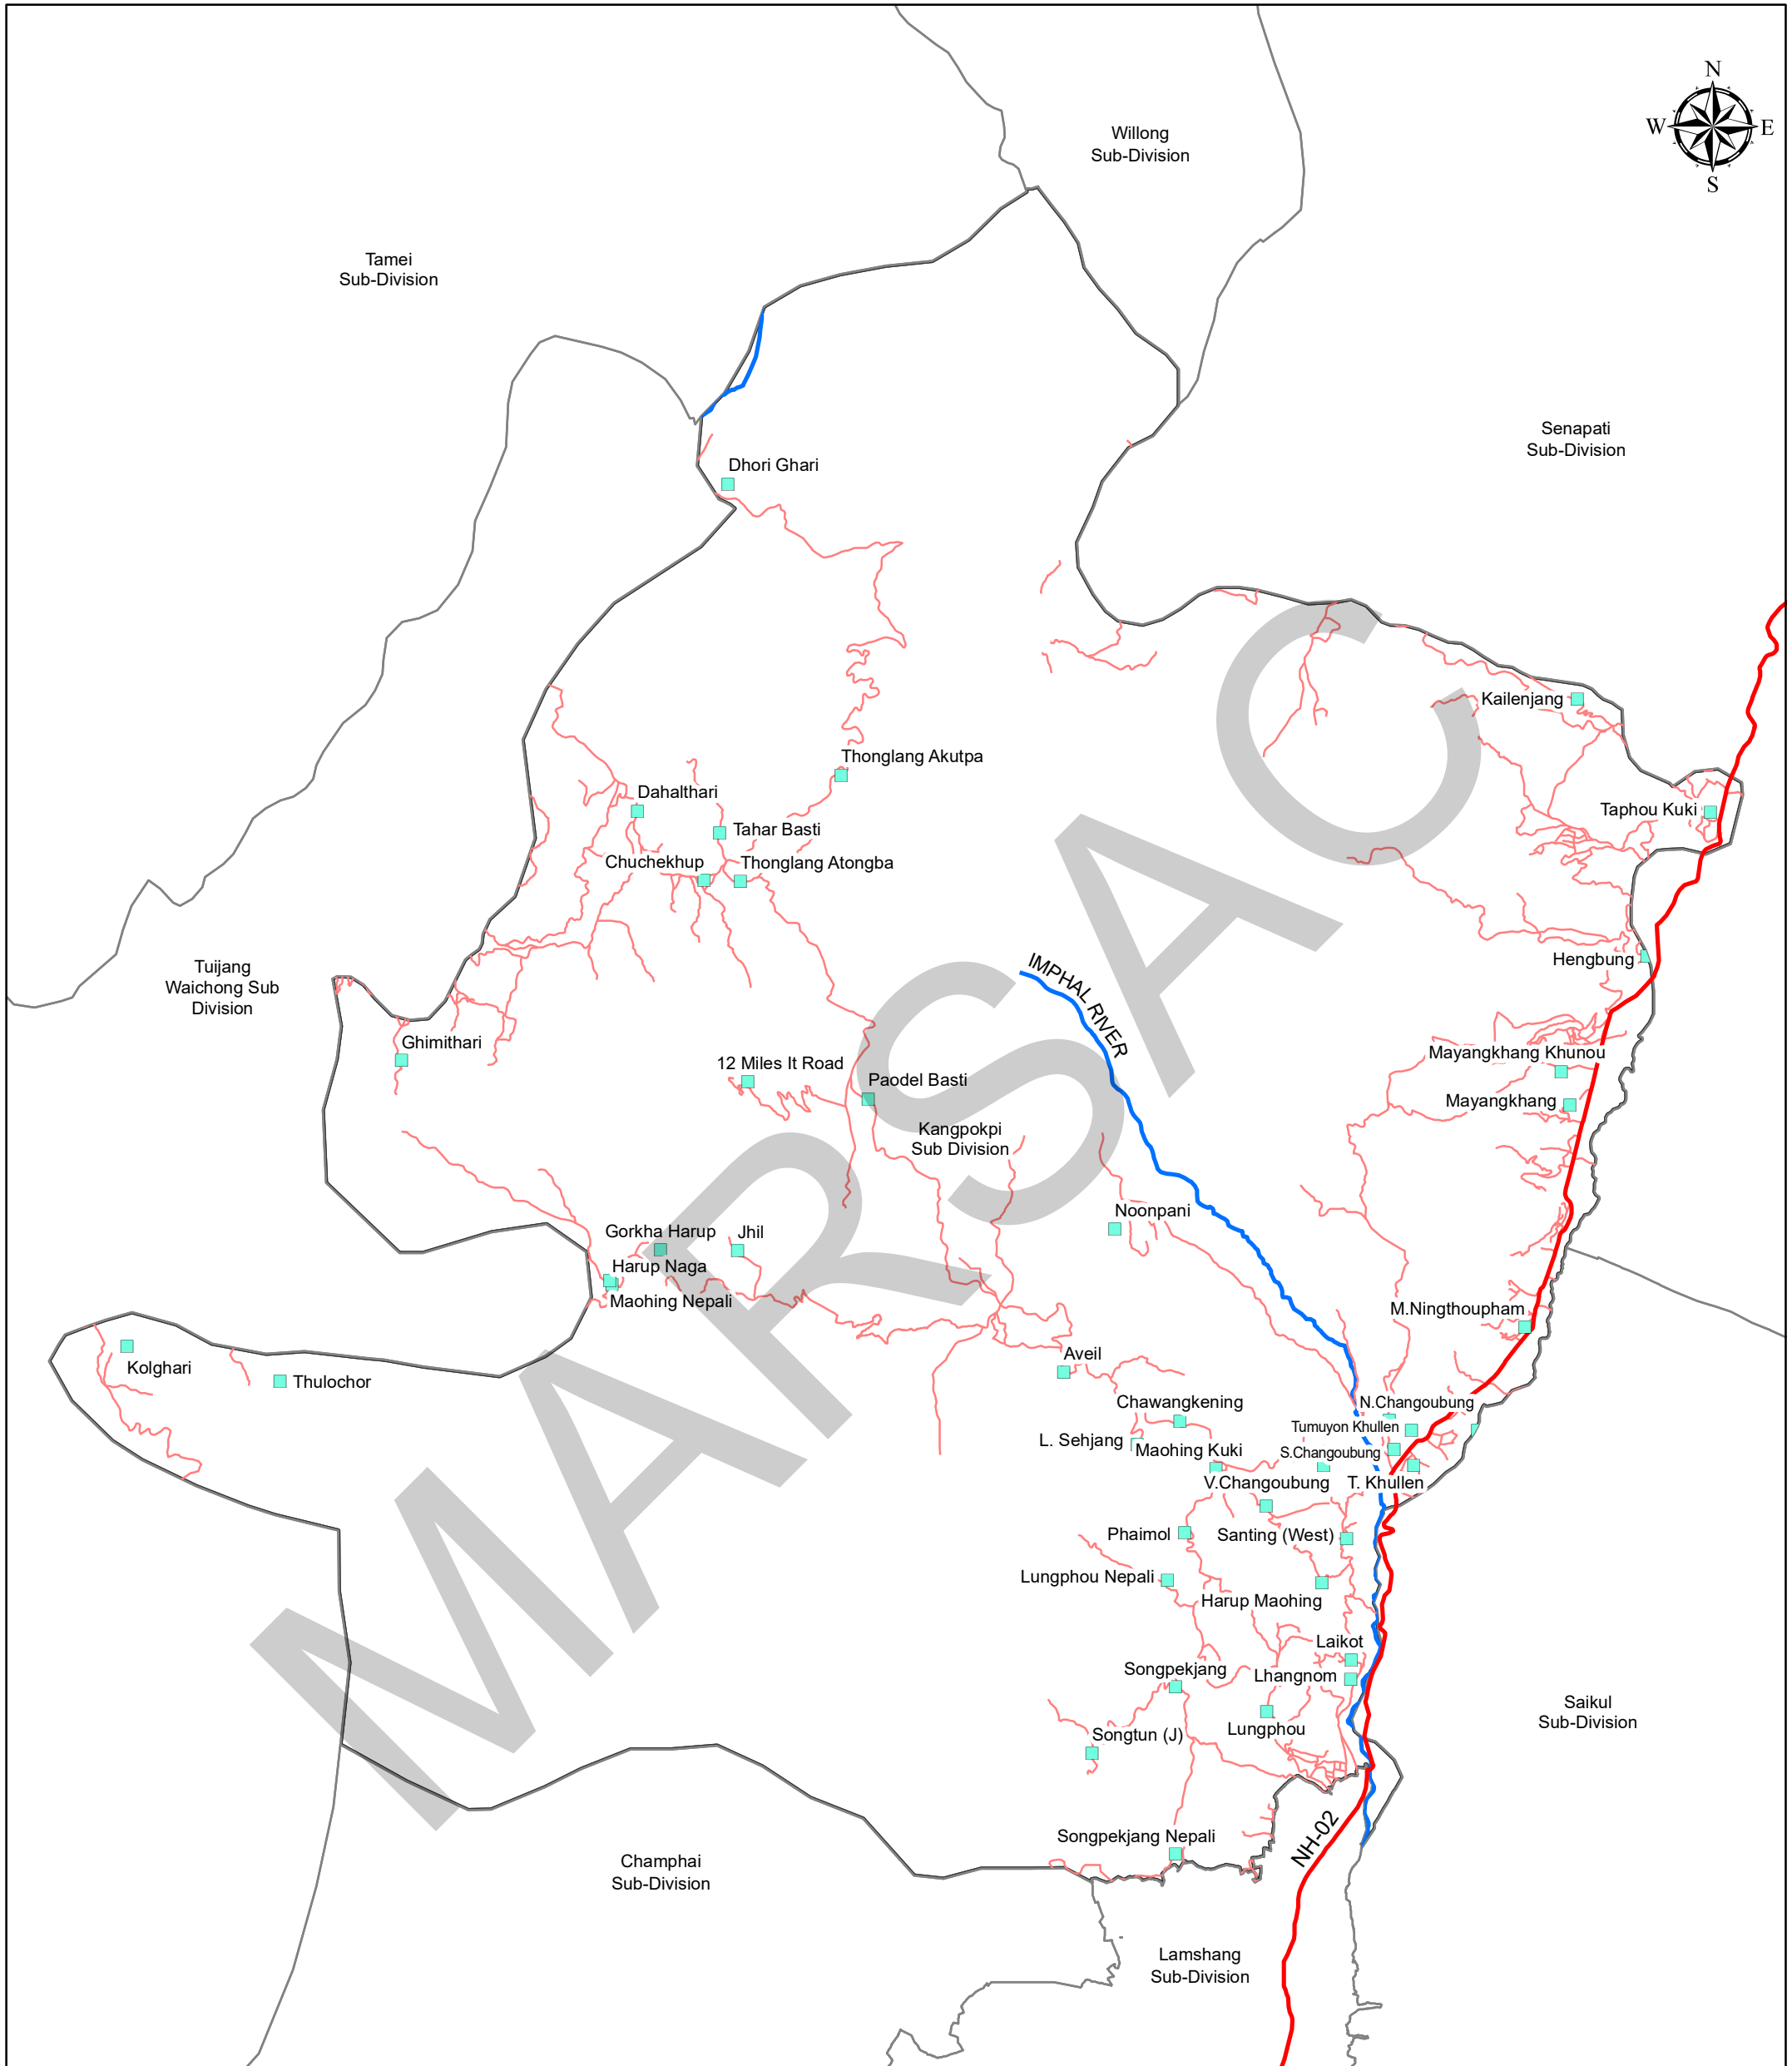 N
W
E
S
Willong
Sub-Division
Tamei
Sub-Division
Senapati
Sub-Division
Dhori Ghari
Kailenjang
Thonglang Akutpa
Dahalthari
Taphou Kuki
Tahar Basti
Chuchekhup
Thonglang Atongba
Hengbung
IMPHAL RIVER
Tuijang
Waichong Sub
Division
Ghimithari
Mayangkhang Khunou
12 Miles It Road
Paodel Basti
Mayangkhang
Kangpokpi
Sub Division
Noonpani
Gorkha Harup
Jhil
Harup Naga
Maohing Nepali
M.Ningthoupham
Kolghari
Thulochor
Aveil
Chawangkening
N.Changoubung
Tumuyon Khullen
L. Sehjang
Maohing Kuki
S.Changoubung
V.Changoubung
T. Khullen
Phaimol
Santing (West)
Lungphou Nepali
Harup Maohing
Laikot
Songpekjang
Lhangnom
Lungphou
Songtun (J)
Saikul
Sub-Division
Songpekjang Nepali
NH-02
Champhai
Sub-Division
Lamshang
Sub-Division
MARSAC